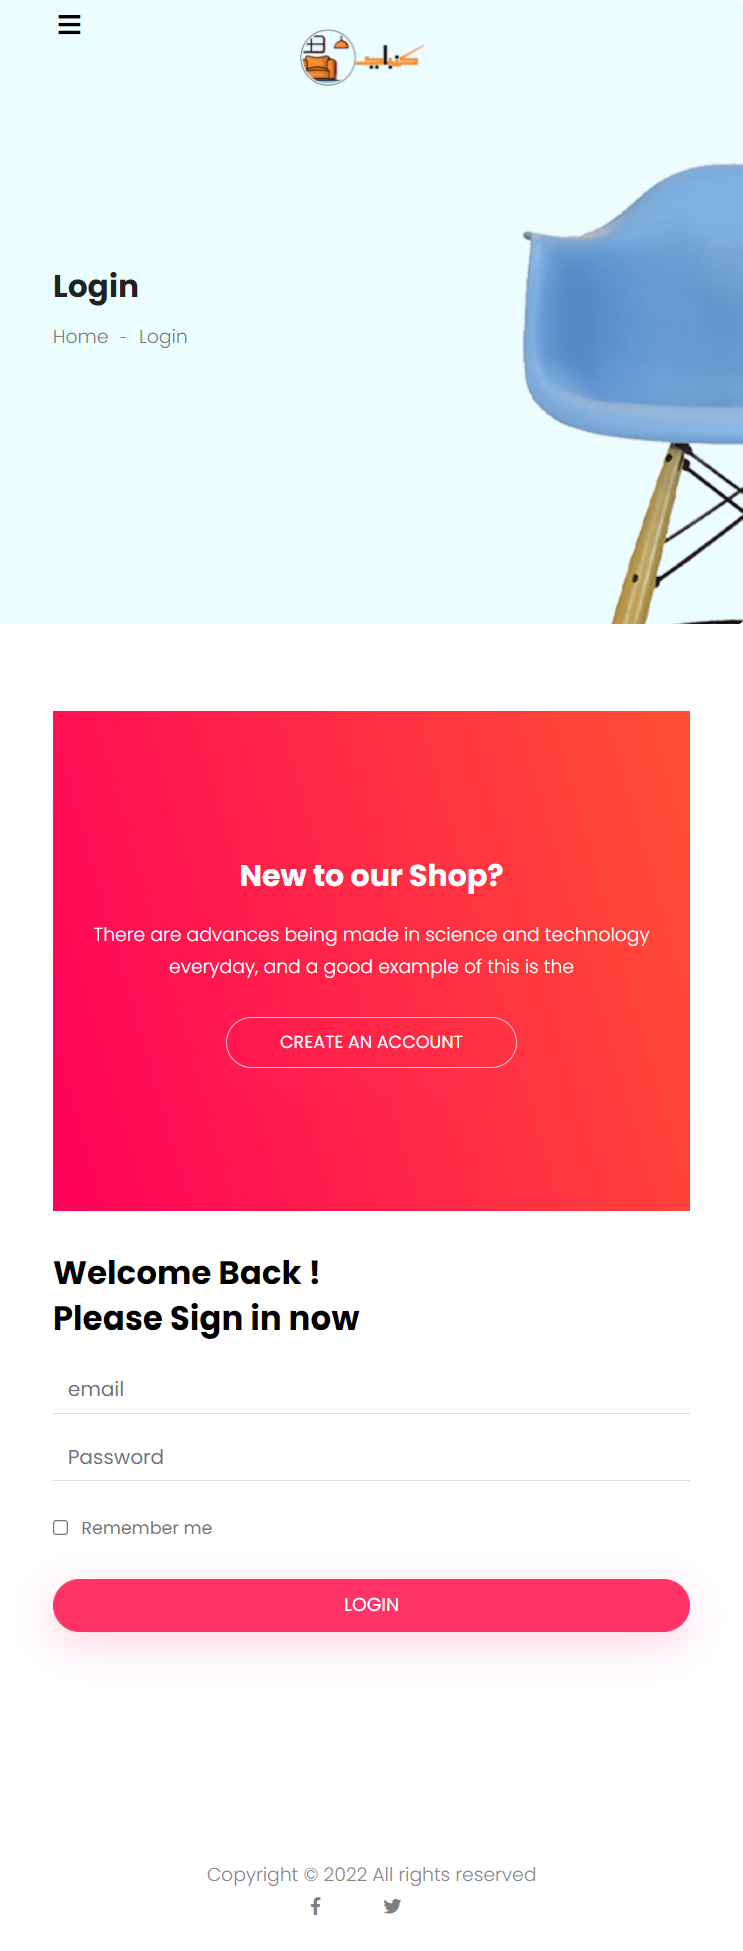 كنباية
Login
Home - Login
New to our Shop?
There are advances being made in science and technology
everyday, and a good example of this is the
CREATE AN ACCOUNT
Welcome Back !
Please Sign in now
email
Password
Remember me
LOGIN
Copyright © 2022 All rights reserved